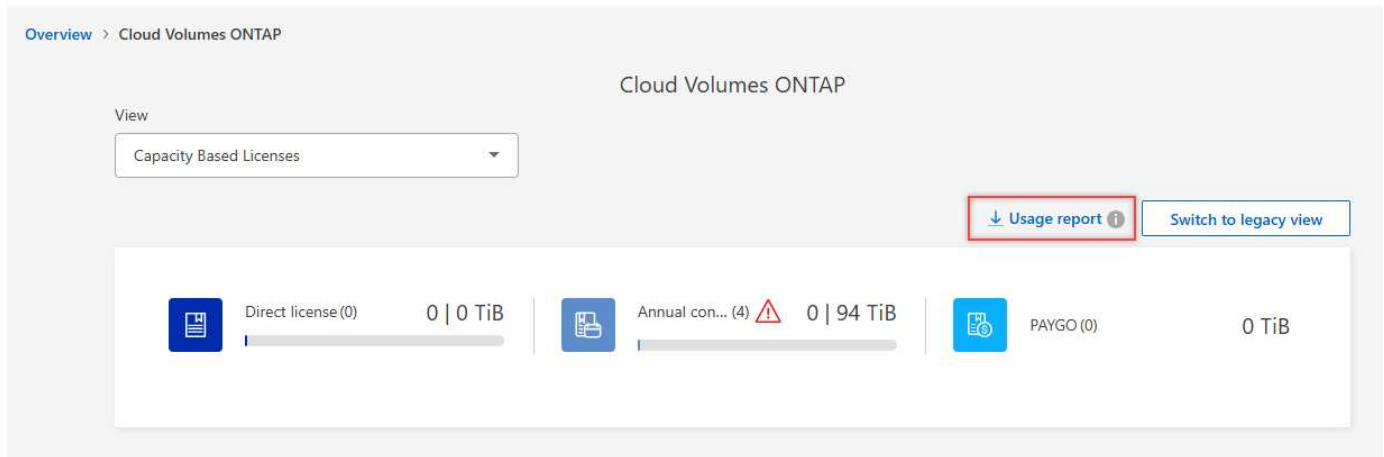 Overview > Cloud Volumes ONTAP
Cloud Volumes ONTAP
View
Capacity Based Licenses
Usage report
Switch to legacy view
Direct license (0) 0 | 0 TiB
Annual con... (4) 0 | 94 TiB
PAYGO (0) 0 TiB